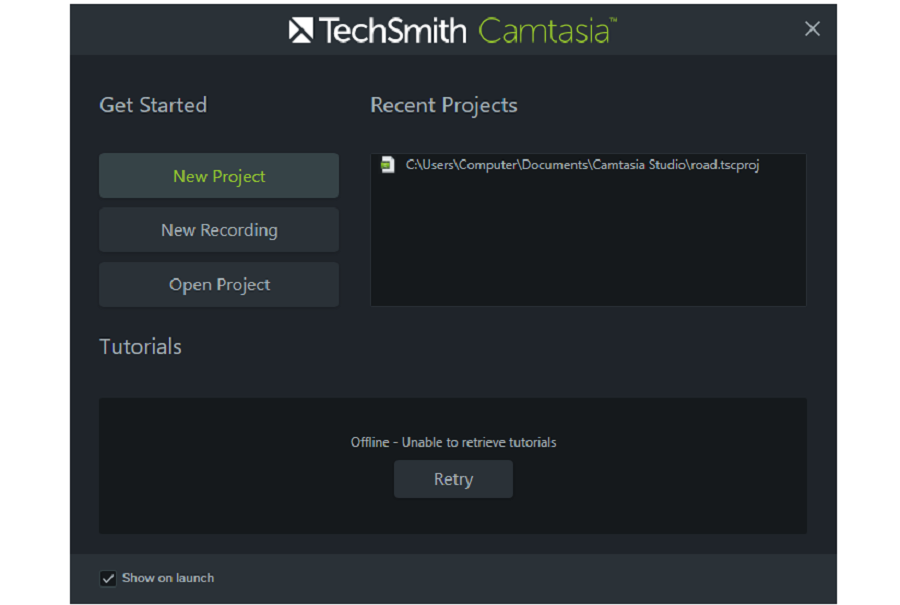 TechSmith Camtasia™
Get Started
New Project
New Recording
Open Project
Recent Projects
C:\Users\Computer\Documents\Camtasia Studio\road.tscproj
Tutorials
Offline - Unable to retrieve tutorials
Retry
Show on launch